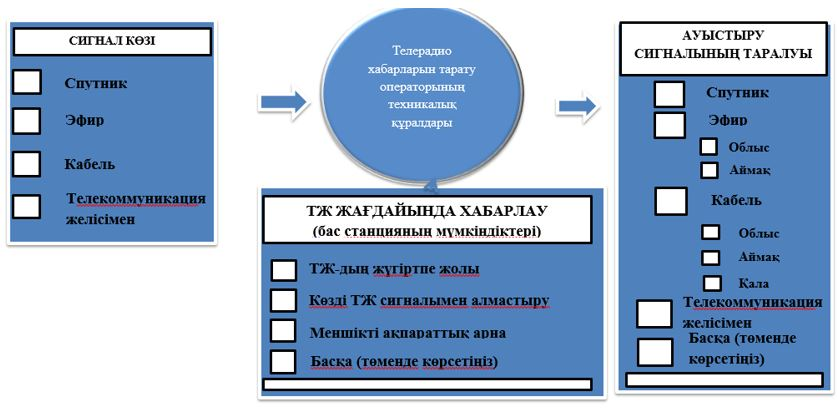 СИГНАЛ КӨЗІ
Спутник
Эфир
Кабель
Телекоммуникация
желісімен
Телерадио
хабарларын тарату
операторының
техникалық
құралдары
ТЖ ЖАҒДАЙЫНДА ХАБАРЛАУ
(бас станцияның мүмкіндіктері)
ТЖ-дың жүгіртпе жолы
Көзді ТЖ сигналымен алмастыру
Меншікті ақпараттық арна
Басқа (төменде көрсетіңіз)
АУЫСТЫРУ
СИГНАЛЫНЫҢ ТАРАЛУЫ
Спутник
Эфир
Облыс
Аймақ
Кабель
Облыс
Аймақ
Қала
Телекоммуникация
желісімен
Басқа (төменде
көрсетіңіз)